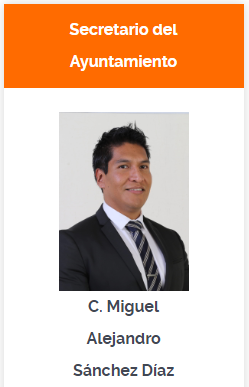 Secretario del
Ayuntamiento
C. Miguel
Alejandro
Sánchez Díaz